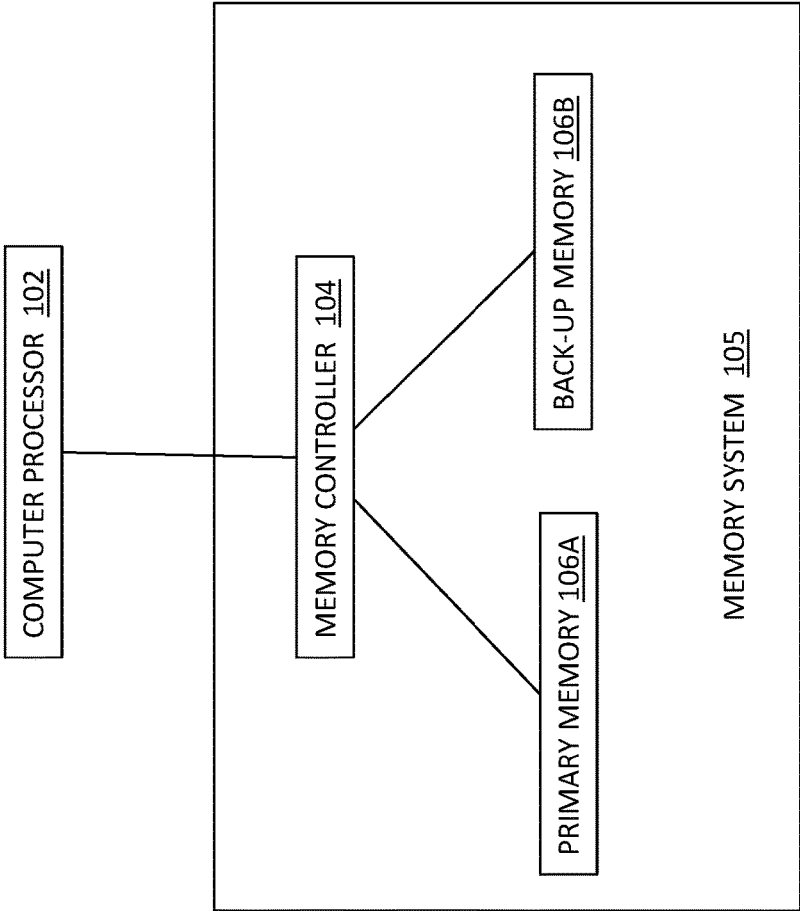 COMPUTER PROCESSOR 102
MEMORY CONTROLLER 104
PRIMARY MEMORY 106A
BACK-UP MEMORY 106B
MEMORY SYSTEM 105